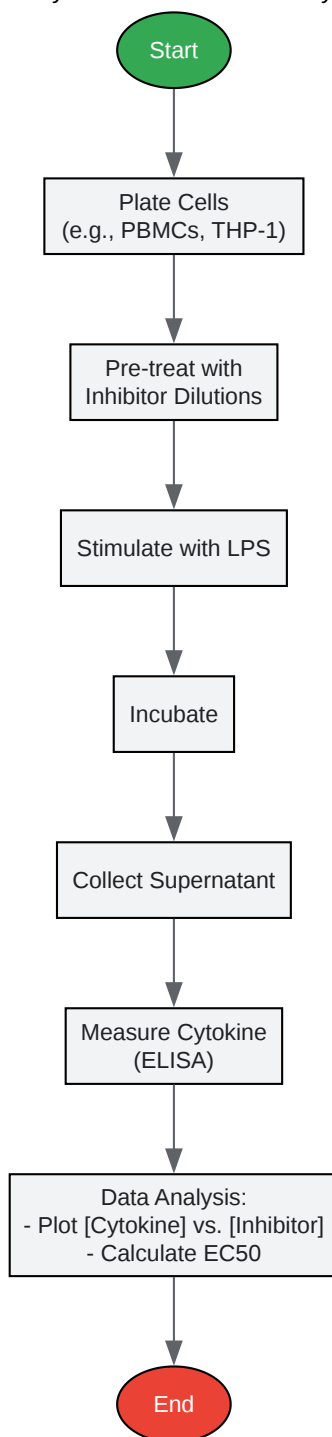 Start
Plate Cells
(e.g., PBMCs, THP-1)
Pre-treat with
Inhibitor Dilutions
Stimulate with LPS
Incubate
Collect Supernatant
Measure Cytokine
(ELISA)
Data Analysis:
- Plot [Cytokine] vs. [Inhibitor]
- Calculate EC50
End